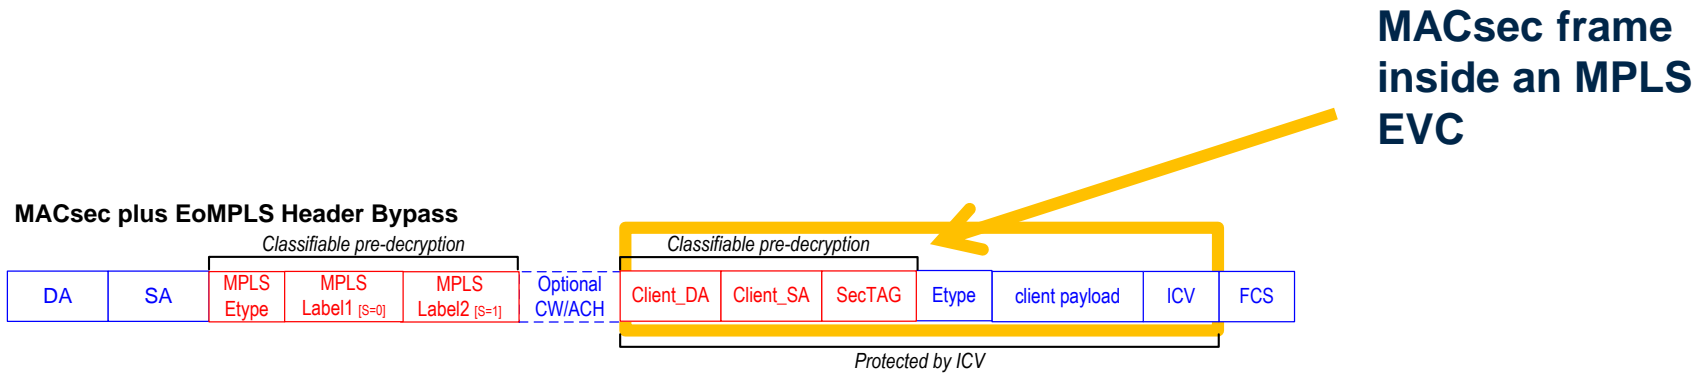 MACsec frame
inside an MPLS
EVC
MACsec plus EoMPLS Header Bypass
Classifiable pre-decryption
Classifiable pre-decryption
DA
SA
MPLS
Etype
MPLS
Label1 [S=0]
MPLS
Label2 [S=1]
Optional
CW/ACH
Client_DA
Client_SA
SecTAG
Etype
client payload
ICV
FCS
Protected by ICV